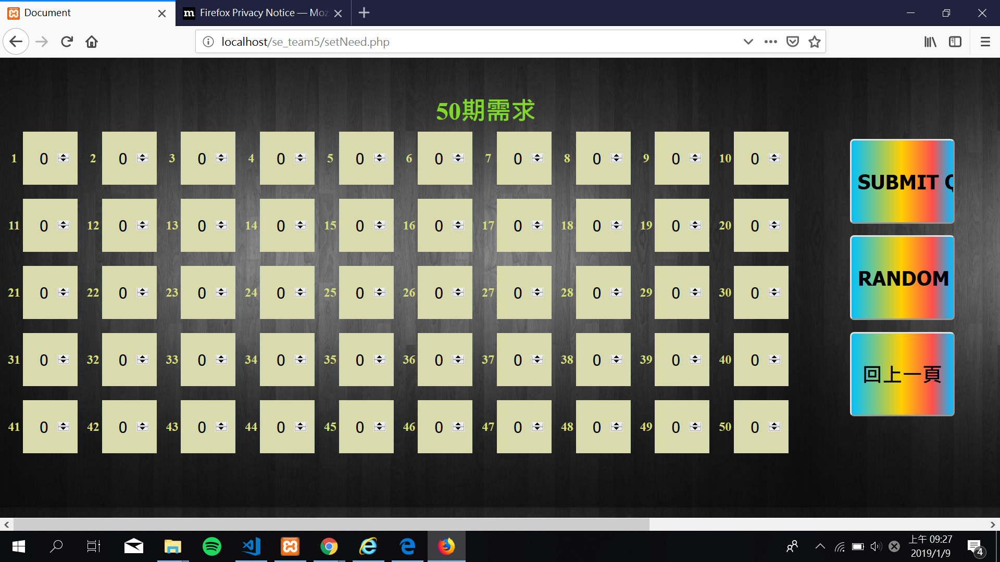 Document
Firefox Privacy Notice — Moz
localhost/se_team5/setNeed.php
50期需求
1 0 2 0 3 0 4 0 5 0 6 0 7 0 8 0 9 0 10 0
11 0 12 0 13 0 14 0 15 0 16 0 17 0 18 0 19 0 20 0
21 0 22 0 23 0 24 0 25 0 26 0 27 0 28 0 29 0 30 0
31 0 32 0 33 0 34 0 35 0 36 0 37 0 38 0 39 0 40 0
41 0 42 0 43 0 44 0 45 0 46 0 47 0 48 0 49 0 50 0
SUBMIT Q
RANDOM
回上一頁
上午 09:27
2019/1/9
4